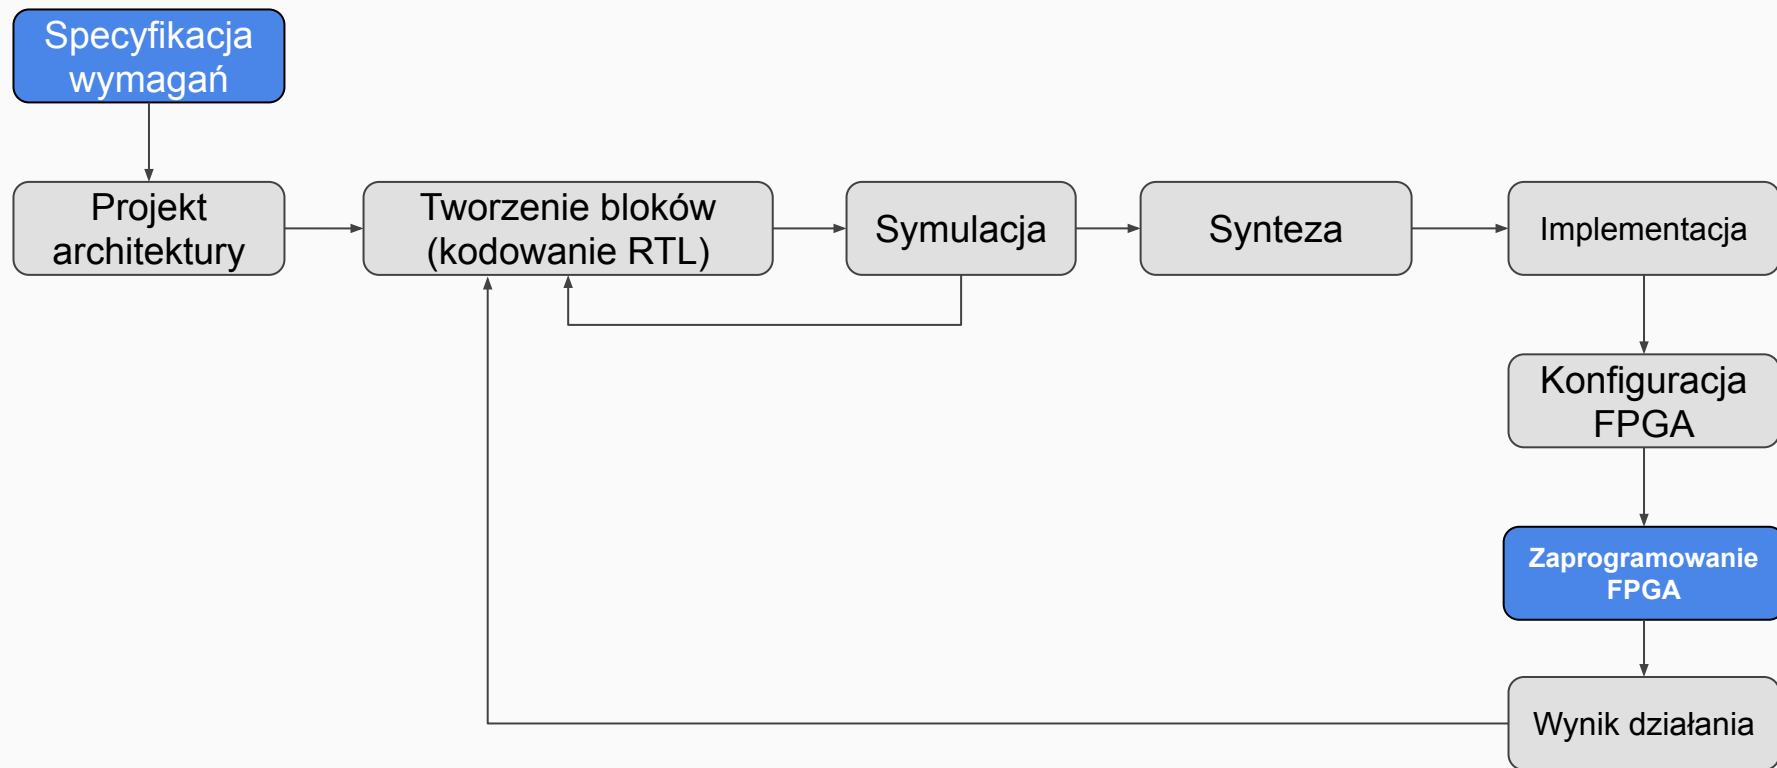 Specyfikacja
wymagań
Projekt
architektury
Tworzenie bloków
(kodowanie RTL)
Symulacja
Synteza
Implementacja
Konfiguracja
FPGA
Zaprogramowanie
FPGA
Wynik działania